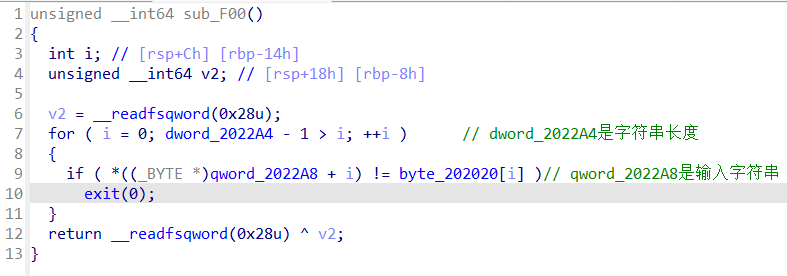 1 unsigned __int64 sub_F00()
2 {
3 int i; // [rsp+Ch] [rbp-14h]
4 unsigned __int64 v2; // [rsp+18h] [rbp-8h]
5
6 v2 = __readfsqword(0x28u);
7 for ( i = 0; dword_2022A4 - 1 > i; ++i ) // dword_2022A4是字符串长度
8 {
9 if ( *((_BYTE *)qword_2022A8 + i) != byte_202020[i] )// qword_2022A8是输入字符串
10 exit(0);
11 }
12 return __readfsqword(0x28u) ^ v2;
13 }